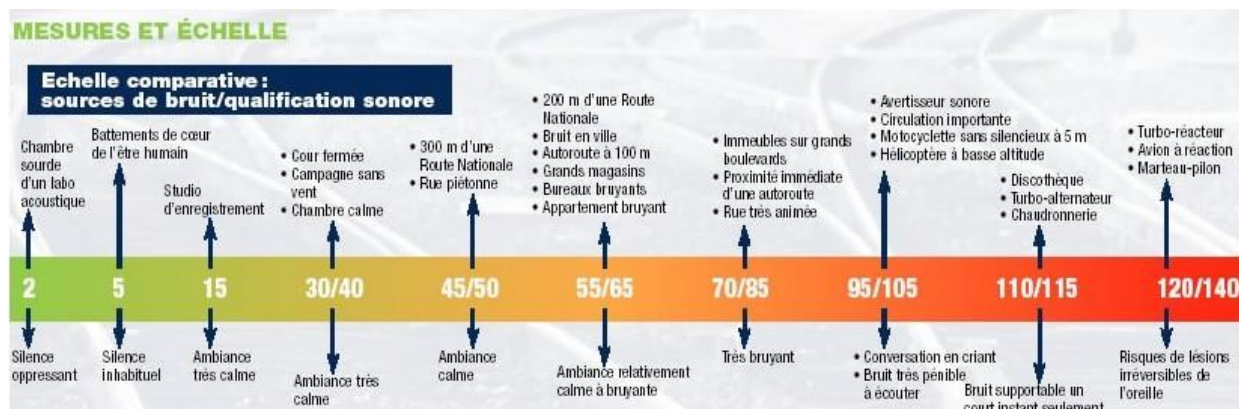 MESURES ET ÉCHELLE
Echelle comparative :
sources de bruit/qualification sonore
Chambre
sourde
d'un labo
acoustique
Battements de cœur
de l'être humain
Studio
d'enregistrement
• Cour fermée
• Campagne sans
vent
• Chambre calme
• 300 m d'une
Route Nationale
• Rue piétonne
• 200 m d'une Route
Nationale
• Bruit en ville
• Autoroute à 100 m
• Grands magasins
• Bureaux bruyants
• Appartement bruyant
• Immeubles sur grands
boulevards
• Proximité immédiate
d'une autoroute
• Rue très animée
• Avertisseur sonore
• Circulation importante
• Motocyclette sans silencieux à 5 m
• Hélicoptère à basse altitude
• Discothèque
• Turbo-alternateur
• Chaudronnerie
• Turbo-réacteur
• Avion à réaction
• Marteau-pilon
2 5 15 30/40 45/50 55/65 70/85 95/105 110/115 120/140
Silence
oppressant
Silence
inhabituel
Ambiance
très calme
Ambiance très
calme
Ambiance
calme
Ambiance relativement
calme à bruyante
Très bruyant
• Conversation en criant
• Bruit très pénible
à écouter
Bruit supportable un
court instant seulement
Risques de lésions
irréversibles de
l'oreille